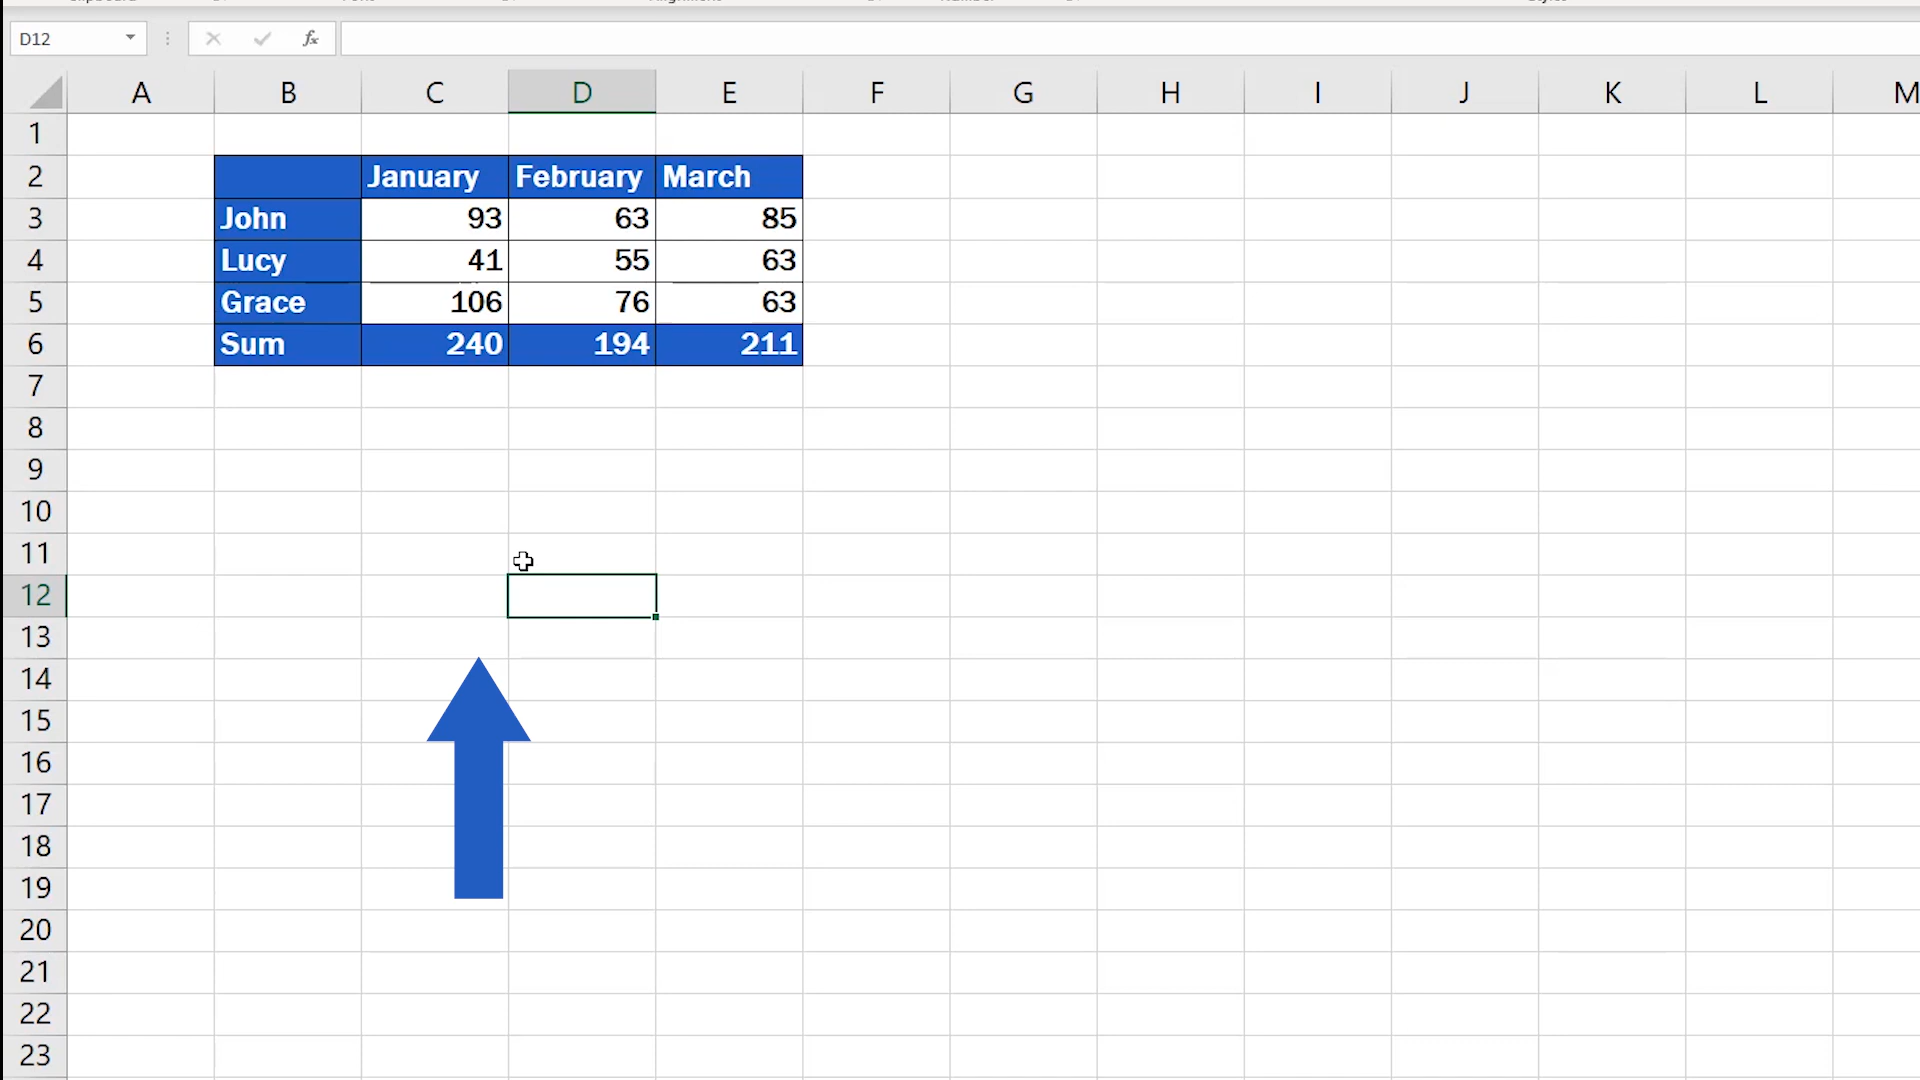 D12 fx
A B C D E F G H I J K L M
1
2 January February March
3 John 93 63 85
4 Lucy 41 55 63
5 Grace 106 76 63
6 Sum 240 194 211
7
8
9
10
11
12
13
14
15
16
17
18
19
20
21
22
23